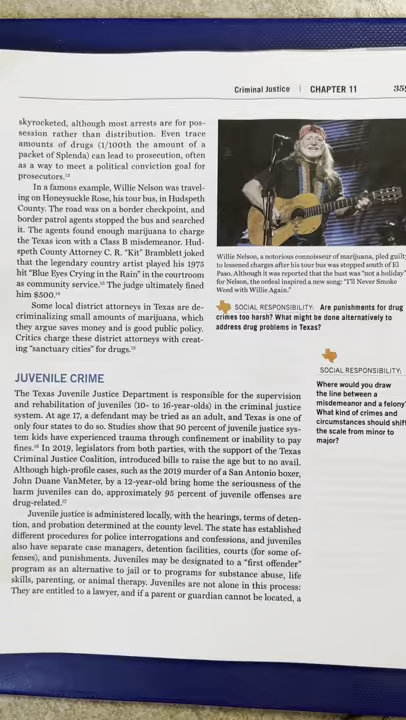 Criminal Justice | CHAPTER 11 35
skyrocketed, although most arrests are for pos-
session rather than distribution. Even trace
amounts of drugs (1/100th the amount of a
packet of Splenda) can lead to prosecution, often
as a way to meet a political conviction goal for
prosecutors.¹³
In a famous example, Willie Nelson was travel-
ing on Honeysuckle Rose, his tour bus, in Hudspeth
County. The road was on a border checkpoint, and
border patrol agents stopped the bus and searched
it. The agents found enough marijuana to charge
the Texas icon with a Class B misdemeanor. Hud-
speth County Attorney C. R. "Kit" Bramblett joked
that the legendary country artist played his 1975
hit "Blue Eyes Crying in the Rain" in the courtroom
as community service.¹³ The judge ultimately fined
him $500.¹⁴
Some local district attorneys in Texas are de-
criminalizing small amounts of marijuana, which
they argue saves money and is good public policy.
Critics charge these district attorneys with creat-
ing "sanctuary cities" for drugs.¹⁵
Willie Nelson, a notorious connoisseur of marijuana, pled guilty
to lessened charges after his tour bus was stopped south of El
Paso. Although it was reported that the bust was "not a holiday"
for Nelson, the ordeal inspired a new song: "I'll Never Smoke
Weed with Willie Again."
SOCIAL RESPONSIBILITY: Are punishments for drug
crimes too harsh? What might be done alternatively to
address drug problems in Texas?
JUVENILE CRIME
The Texas Juvenile Justice Department is responsible for the supervision
and rehabilitation of juveniles (10- to 16-year-olds) in the criminal justice
system. At age 17, a defendant may be tried as an adult, and Texas is one of
only four states to do so. Studies show that 90 percent of juvenile justice sys-
tem kids have experienced trauma through confinement or inability to pay
fines.¹⁶ In 2019, legislators from both parties, with the support of the Texas
Criminal Justice Coalition, introduced bills to raise the age but to no avail.
Although high-profile cases, such as the 2019 murder of a San Antonio boxer,
John Duane VanMeter, by a 12-year-old bring home the seriousness of the
harm juveniles can do, approximately 95 percent of juvenile offenses are
drug-related.¹⁷
Juvenile justice is administered locally, with the hearings, terms of deten-
tion, and probation determined at the county level. The state has established
different procedures for police interrogations and confessions, and juveniles
also have separate case managers, detention facilities, courts (for some of-
fenses), and punishments. Juveniles may be designated to a "first offender"
program as an alternative to jail or to programs for substance abuse, life
skills, parenting, or animal therapy. Juveniles are not alone in this process:
They are entitled to a lawyer, and if a parent or guardian cannot be located, a
SOCIAL RESPONSIBILITY:
Where would you draw
the line between a
misdemeanor and a felony?
What kind of crimes and
circumstances should shift
the scale from minor to
major?